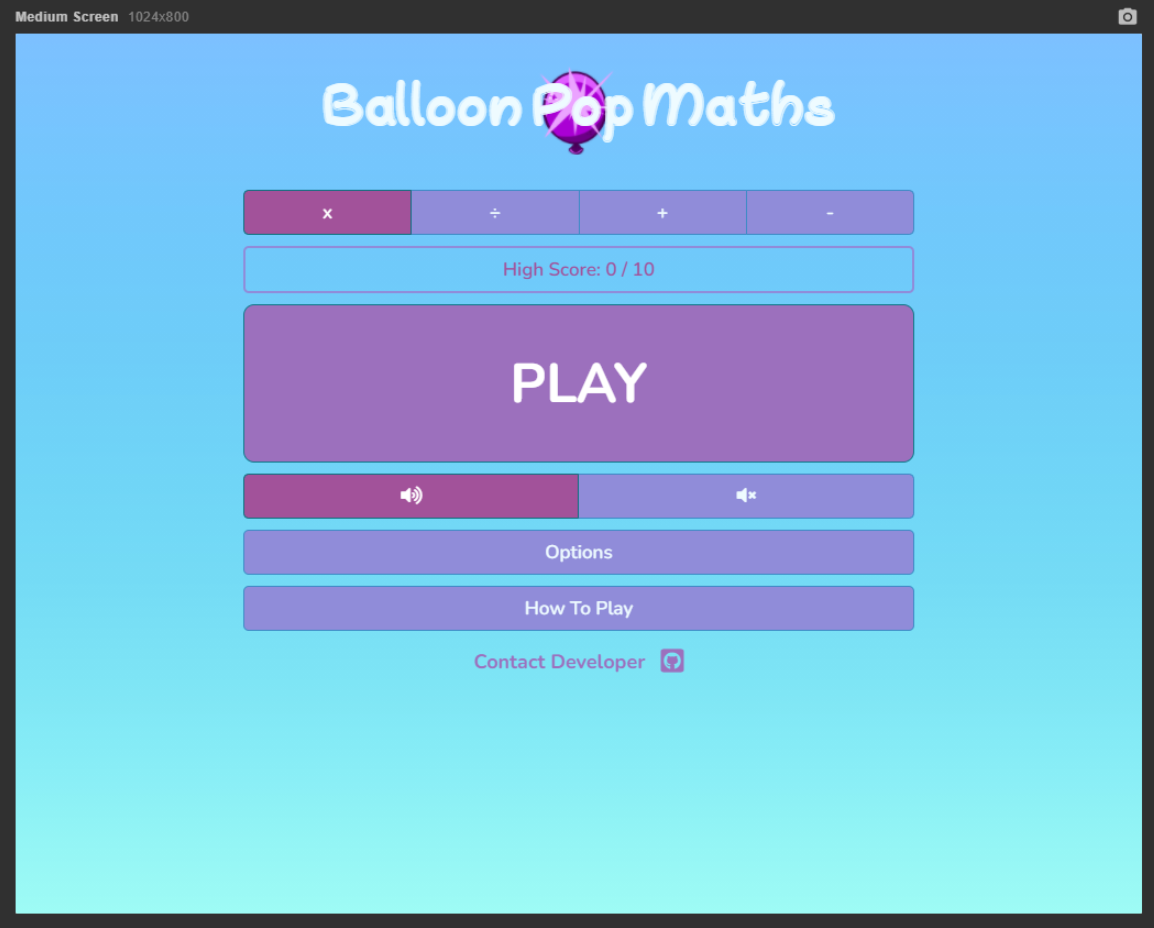 Medium Screen 1024x800
Balloon Pop Maths
x ÷ + -
High Score: 0 / 10
PLAY
Options
How To Play
Contact Developer